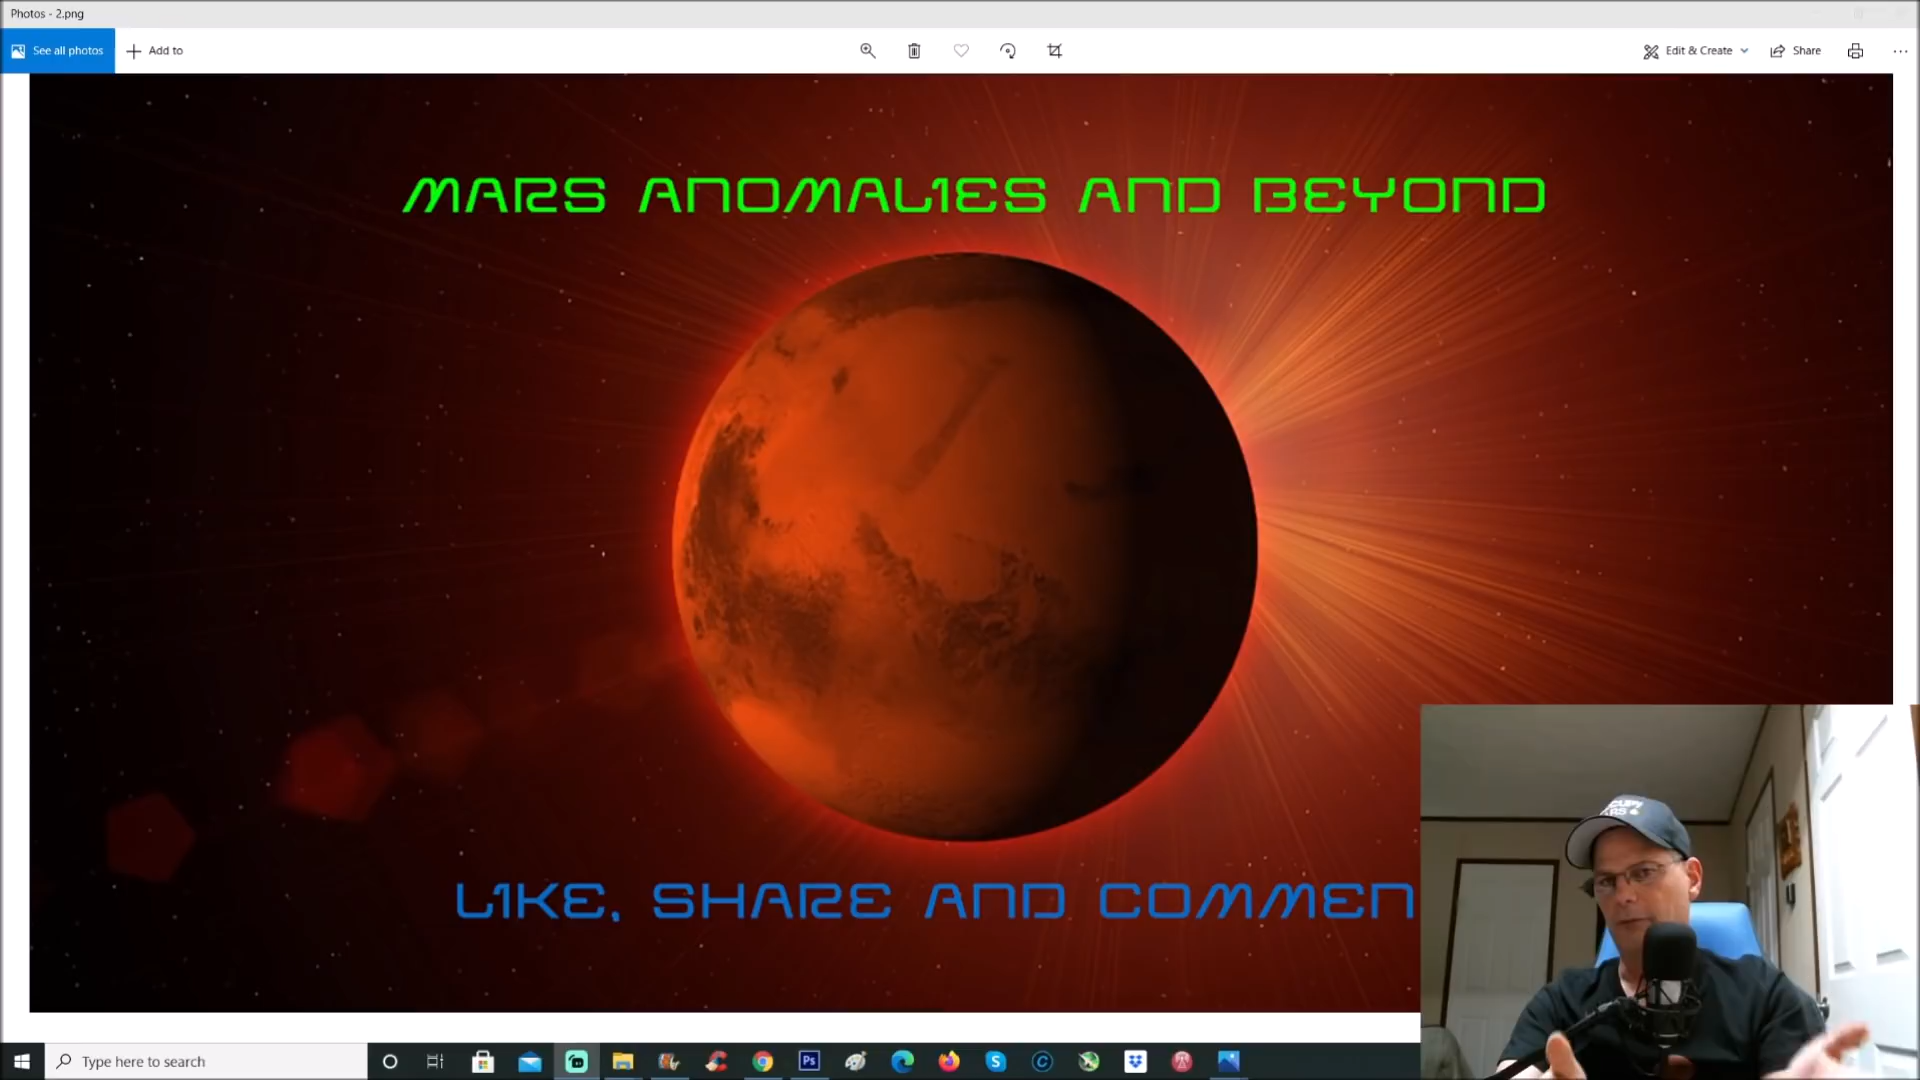 Photos - 2.png
See all photos
Add to
Edit & Create
Share
MARS ANOMALIES AND BEYOND
LIKE, SHARE AND COMMEN
Type here to search
Ps